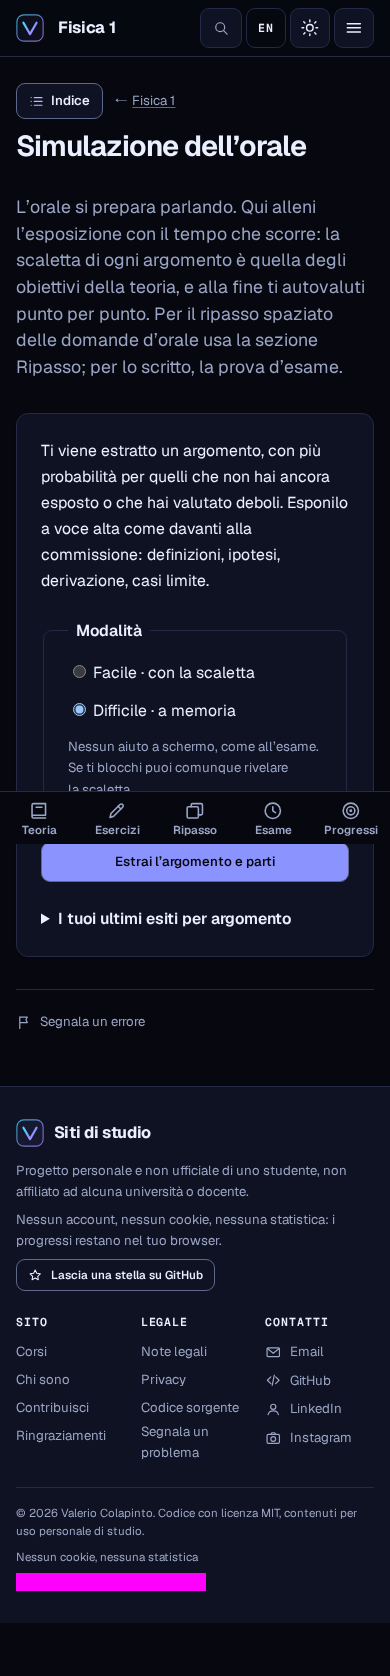 Fisica 1
EN
Indice
← Fisica 1
Simulazione dell’orale
L’orale si prepara parlando. Qui alleni
l’esposizione con il tempo che scorre: la
scaletta di ogni argomento è quella degli
obiettivi della teoria, e alla fine ti autovaluti
punto per punto. Per il ripasso spaziato
delle domande d’orale usa la sezione
Ripasso; per lo scritto, la prova d’esame.
Ti viene estratto un argomento, con più
probabilità per quelli che non hai ancora
esposto o che hai valutato deboli. Esponilo
a voce alta come davanti alla
commissione: definizioni, ipotesi,
derivazione, casi limite.
Modalità
Facile · con la scaletta
Difficile · a memoria
Nessun aiuto a schermo, come all’esame.
Se ti blocchi puoi comunque rivelare
la scaletta
Teoria
Esercizi
Ripasso
Esame
Progressi
Estrai l’argomento e parti
I tuoi ultimi esiti per argomento
Segnala un errore
Siti di studio
Progetto personale e non ufficiale di uno studente, non
affiliato ad alcuna università o docente.
Nessun account, nessun cookie, nessuna statistica: i
progressi restano nel tuo browser.
Lascia una stella su GitHub
SITO
Corsi
Chi sono
Contribuisci
Ringraziamenti
LEGALE
Note legali
Privacy
Codice sorgente
Segnala un
problema
CONTATTI
Email
GitHub
LinkedIn
Instagram
© 2026 Valerio Colapinto. Codice con licenza MIT, contenuti per
uso personale di studio.
Nessun cookie, nessuna statistica